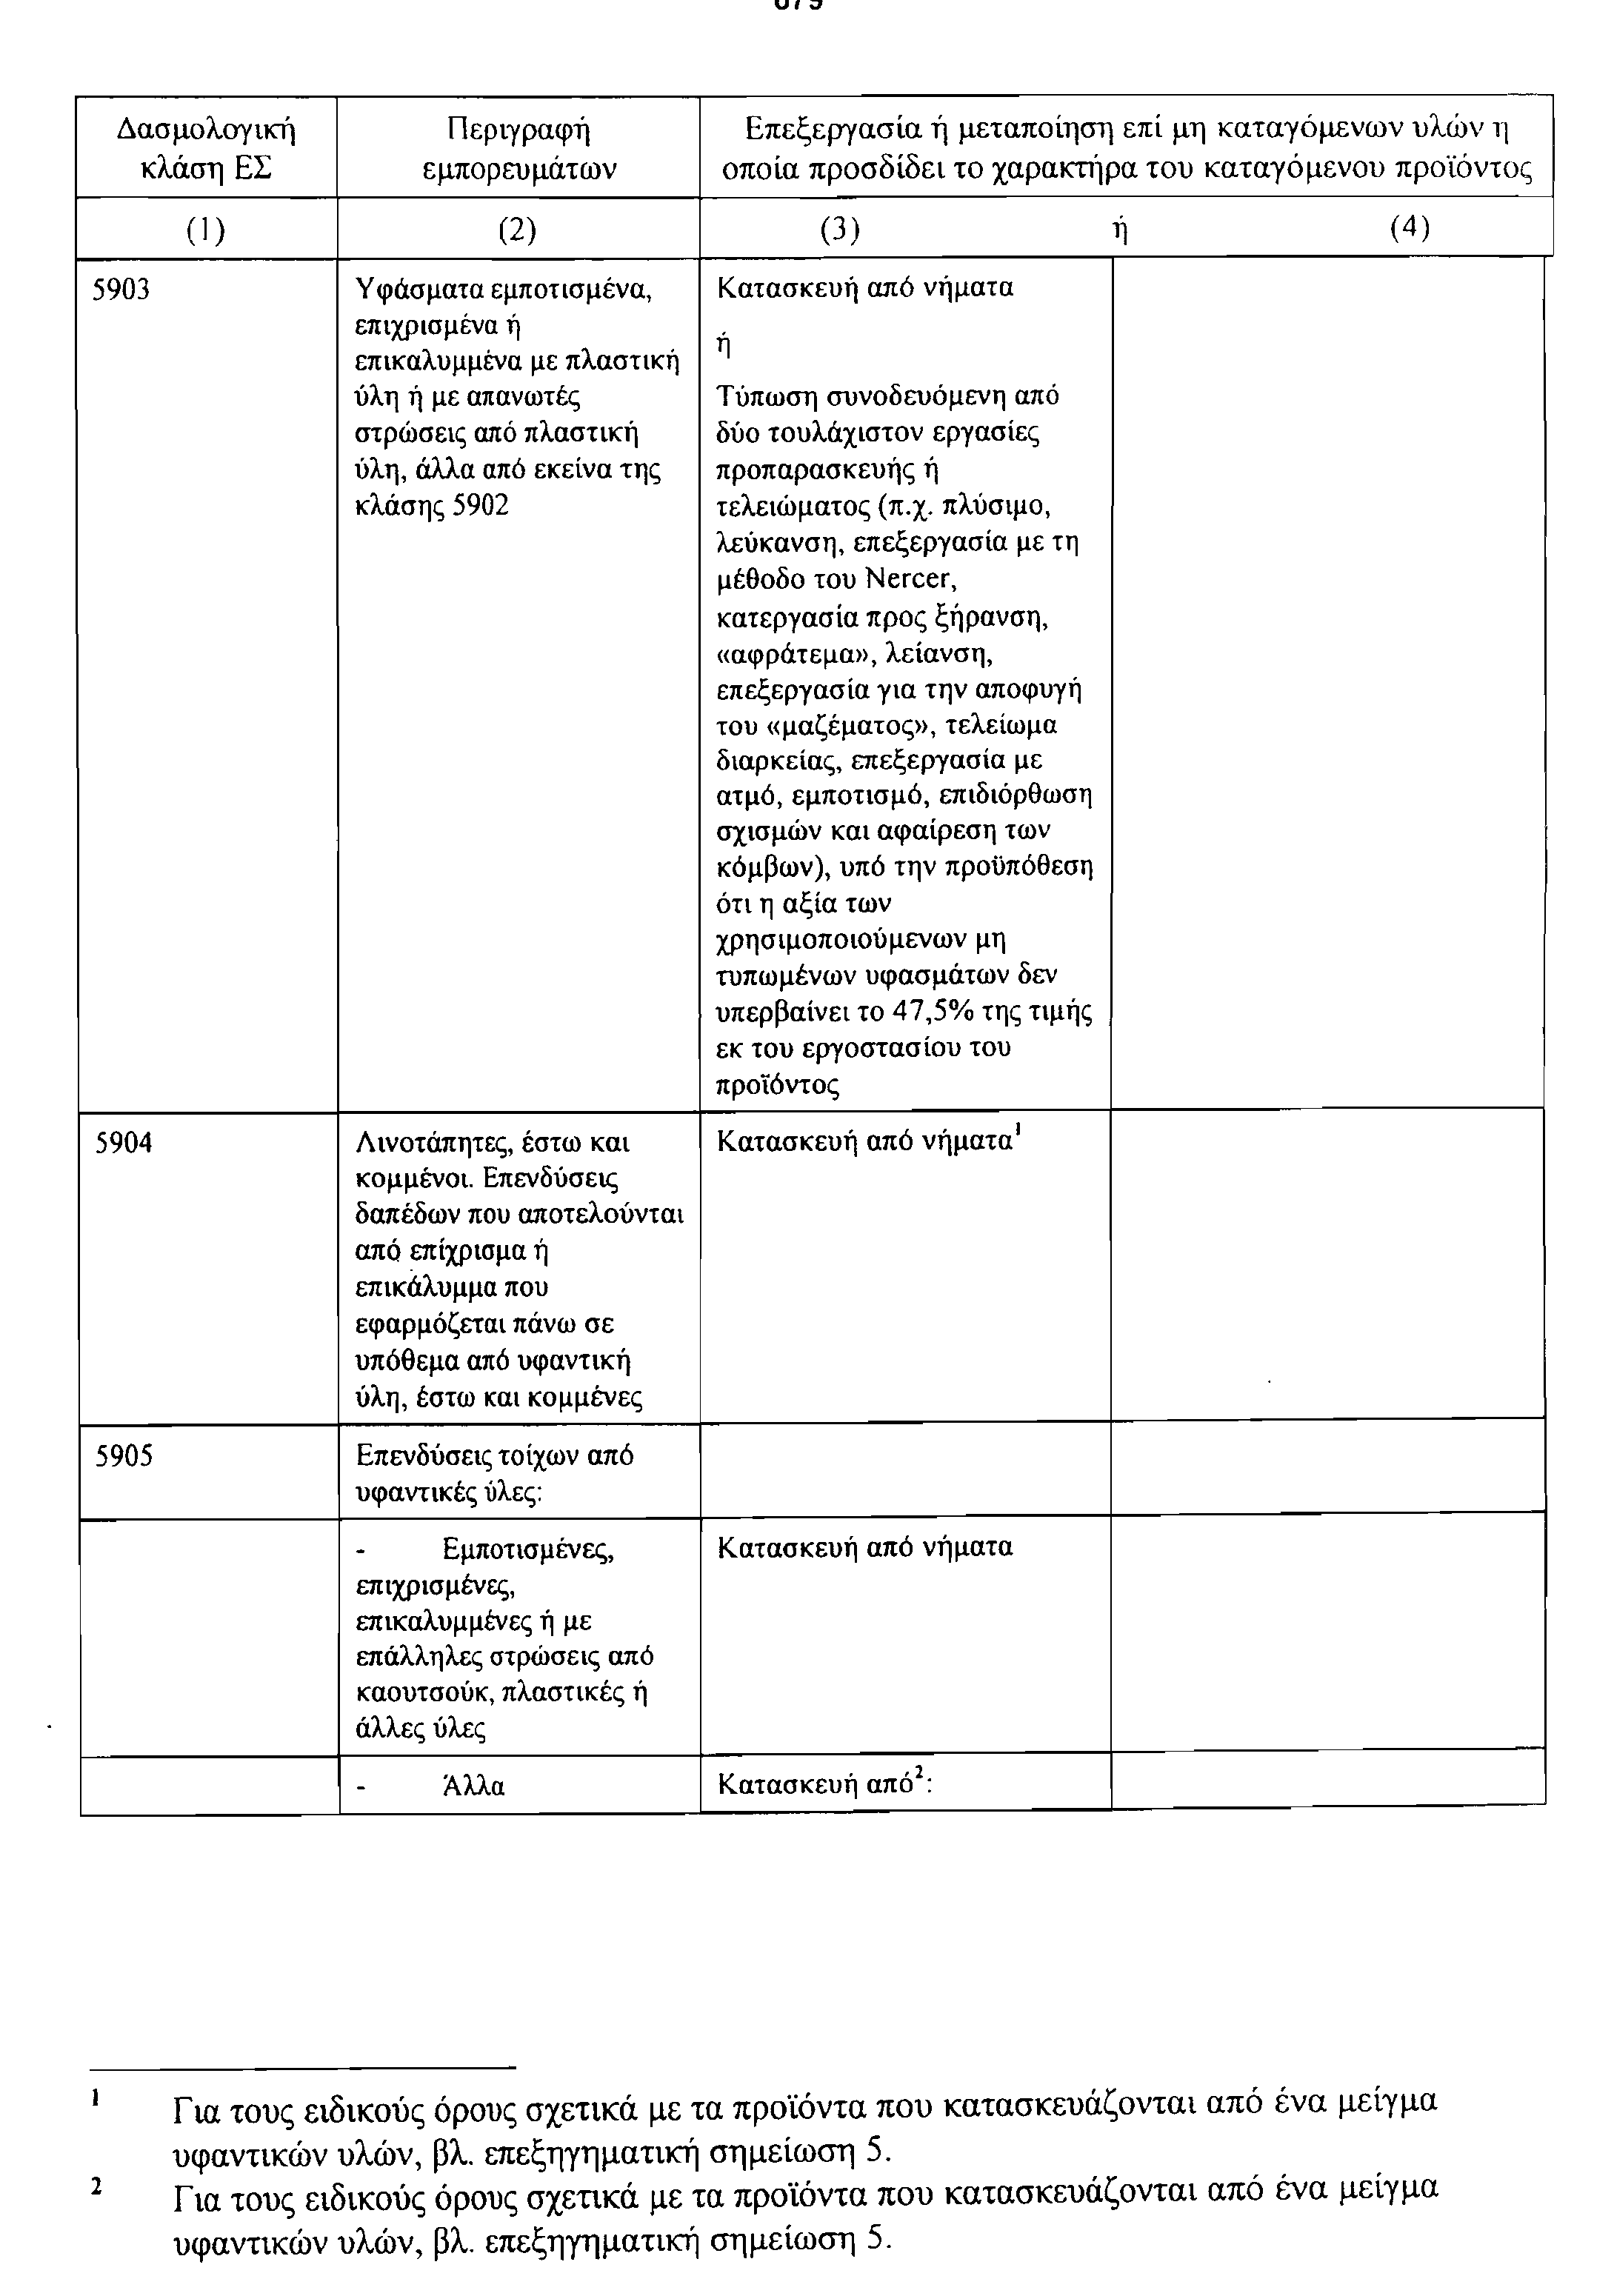 Δασμολογική
κλάση ΕΣ
Περιγραφή
εμπορευμάτων
Επεξεργασία ή μεταποίηση επί μη καταγόμενων υλών η
οποία προσδίδει το χαρακτήρα του καταγόμενου προϊόντος
(1)
(2)
(3) ή (4)
5903
Υφάσματα εμποτισμένα,
επιχρισμένα ή
επικαλυμμένα με πλαστική
ύλη ή με απανωτές
στρώσεις από πλαστική
ύλη, άλλα από εκείνα της
κλάσης 5902
Κατασκευή από νήματα
ή
Τύπωση συνοδευόμενη από
δύο τουλάχιστον εργασίες
προπαρασκευής ή
τελειώματος (π.χ. πλύσιμο,
λεύκανση, επεξεργασία με τη
μέθοδο του Nercer,
κατεργασία προς ξήρανση,
«αφράτεμα», λείανση,
επεξεργασία για την αποφυγή
του «μαζέματος», τελείωμα
διαρκείας, επεξεργασία με
ατμό, εμποτισμό, επιδιόρθωση
σχισμών και αφαίρεση των
κόμβων), υπό την προϋπόθεση
ότι η αξία των
χρησιμοποιούμενων μη
τυπωμένων υφασμάτων δεν
υπερβαίνει το 47,5% της τιμής
εκ του εργοστασίου του
προϊόντος
5904
Λινοτάπητες, έστω και
κομμένοι. Επενδύσεις
δαπέδων που αποτελούνται
από επίχρισμα ή
επικάλυμμα που
εφαρμόζεται πάνω σε
υπόθεμα από υφαντική
ύλη, έστω και κομμένες
Κατασκευή από νήματα¹
5905
Επενδύσεις τοίχων από
υφαντικές ύλες:
- Εμποτισμένες,
επιχρισμένες,
επικαλυμμένες ή με
επάλληλες στρώσεις από
καουτσούκ, πλαστικές ή
άλλες ύλες
Κατασκευή από νήματα
- Άλλα
Κατασκευή από²:
¹ Για τους ειδικούς όρους σχετικά με τα προϊόντα που κατασκευάζονται από ένα μείγμα
υφαντικών υλών, βλ. επεξηγηματική σημείωση 5.
² Για τους ειδικούς όρους σχετικά με τα προϊόντα που κατασκευάζονται από ένα μείγμα
υφαντικών υλών, βλ. επεξηγηματική σημείωση 5.